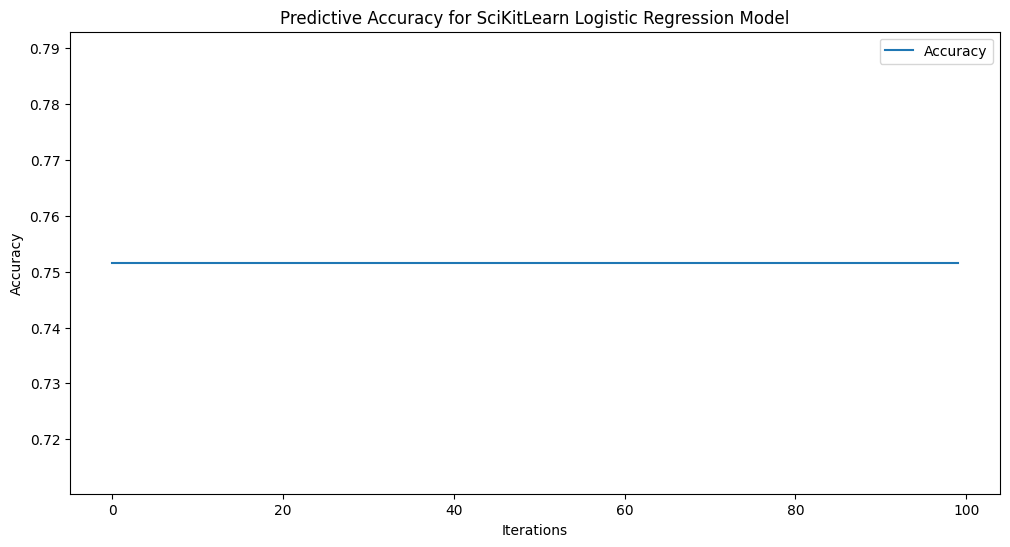 Predictive Accuracy for SciKitLearn Logistic Regression Model
Accuracy
0.79
0.78
0.77
0.76
0.75
0.74
0.73
0.72
Accuracy
0 20 40 60 80 100
Iterations